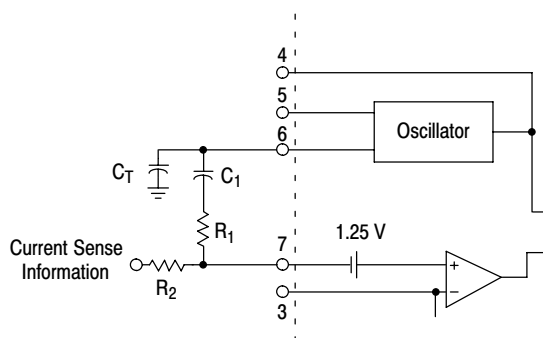 4
5
Oscillator
6
C_T
C_1
R_1
Current Sense
Information
7
1.25 V
R_2
+
−
3